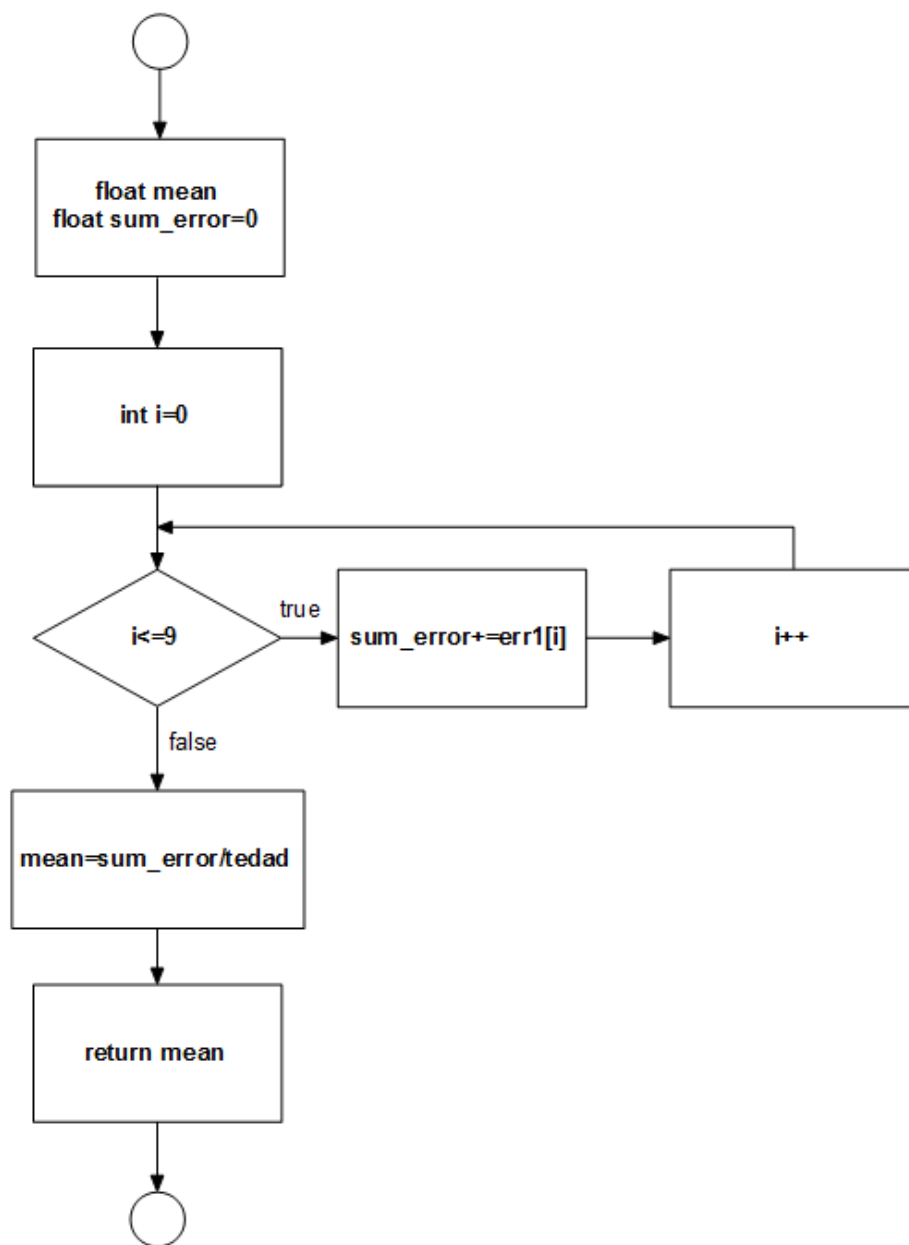 float mean
float sum_error=0
int i=0
i<=9
true
sum_error+=err1[i]
i++
false
mean=sum_error/tedad
return mean